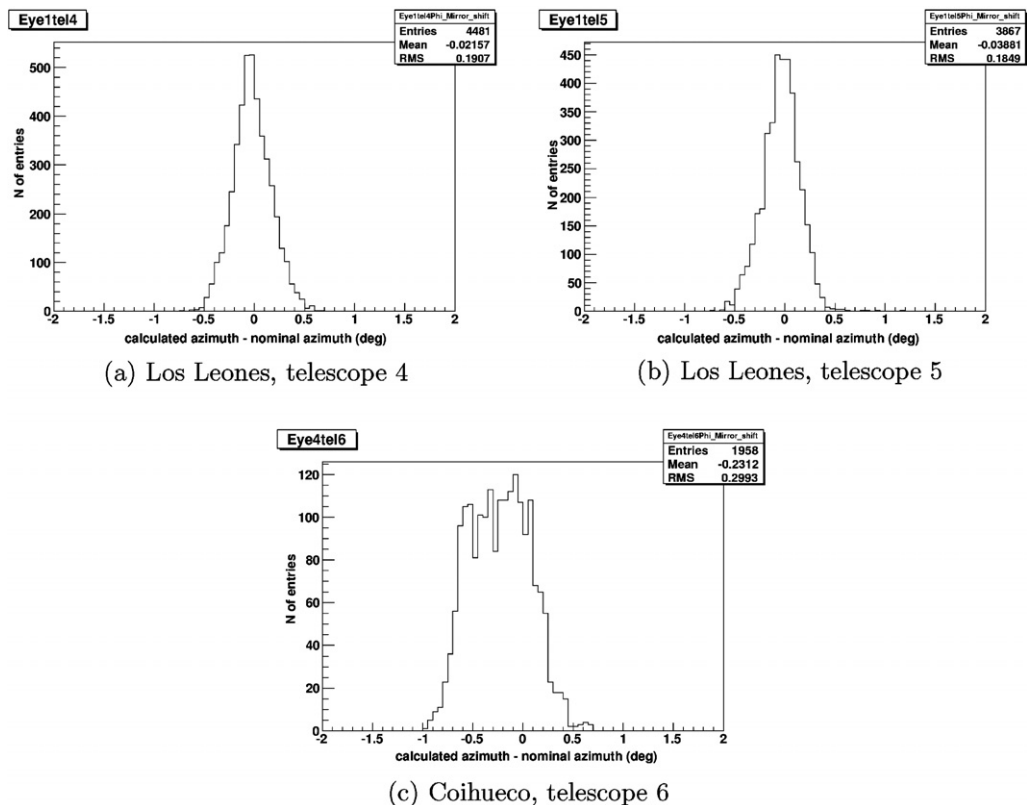 Eye1tel4
Eye1tel4Phi_Mirror_shift
Entries 4481
Mean -0.02157
RMS 0.1907
N of entries
500
400
300
200
100
0
-2 -1.5 -1 -0.5 0 0.5 1 1.5 2
calculated azimuth - nominal azimuth (deg)
(a) Los Leones, telescope 4
Eye1tel5
Eye1tel5Phi_Mirror_shift
Entries 3867
Mean -0.03881
RMS 0.1849
N of entries
450
400
350
300
250
200
150
100
50
0
-2 -1.5 -1 -0.5 0 0.5 1 1.5 2
calculated azimuth - nominal azimuth (deg)
(b) Los Leones, telescope 5
Eye4tel6
Eye4tel6Phi_Mirror_shift
Entries 1958
Mean -0.2312
RMS 0.2993
N of entries
120
100
80
60
40
20
0
-2 -1.5 -1 -0.5 0 0.5 1 1.5 2
calculated azimuth - nominal azimuth (deg)
(c) Coihueco, telescope 6